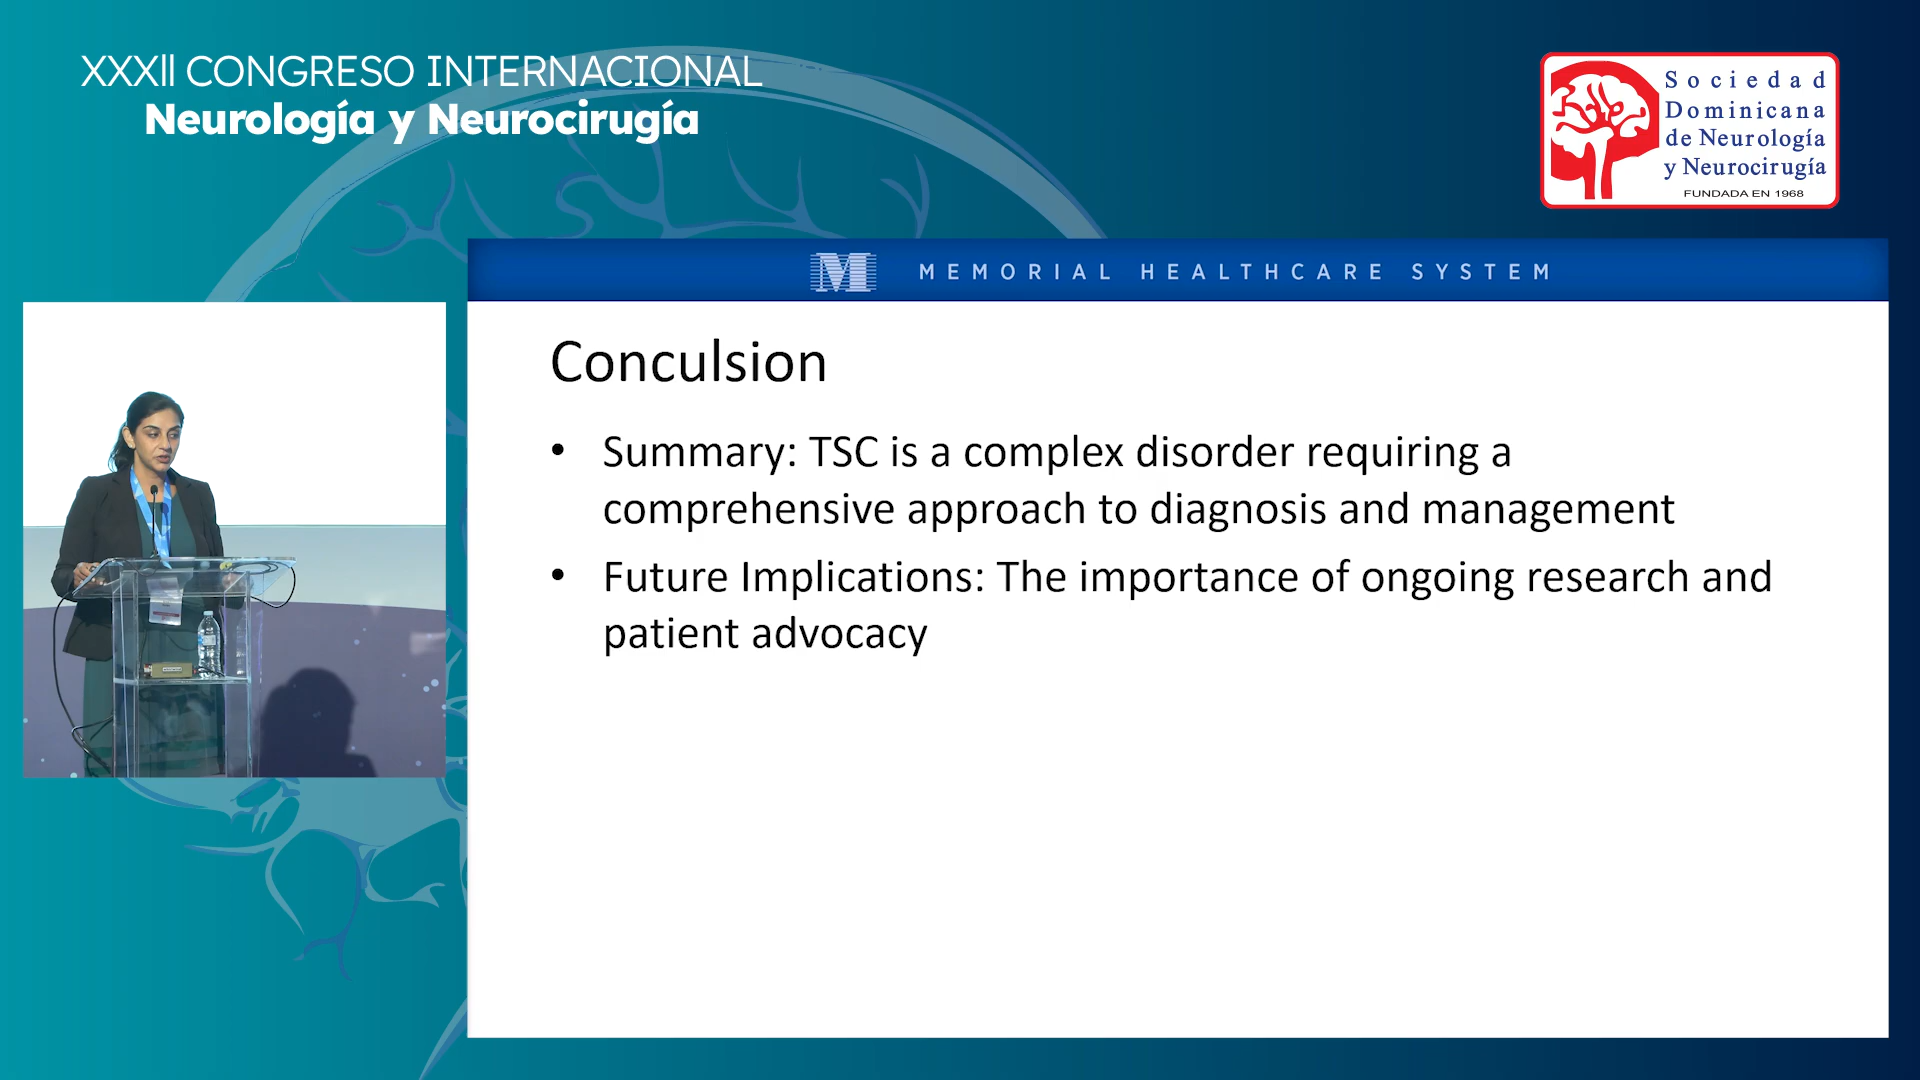 XXXII CONGRESO INTERNACIONAL
Neurología y Neurocirugía
Sociedad
Dominicana
de Neurología
y Neurocirugía
FUNDADA EN 1968
M MEMORIAL HEALTHCARE SYSTEM
Conculsion
• Summary: TSC is a complex disorder requiring a
comprehensive approach to diagnosis and management
• Future Implications: The importance of ongoing research and
patient advocacy